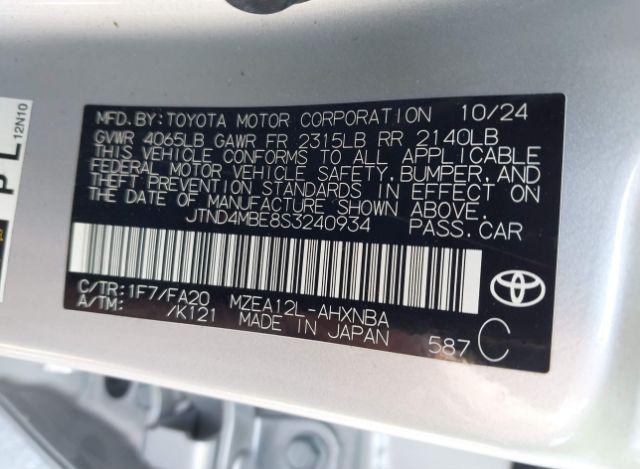 MFD. BY: TOYOTA MOTOR CORPORATION 10/24
GVWR 4065LB GAWR FR 2315LB RR 2140LB
THIS VEHICLE CONFORMS TO ALL APPLICABLE
FEDERAL MOTOR VEHICLE SAFETY, BUMPER, AND
THEFT PREVENTION STANDARDS IN EFFECT ON
THE DATE OF MANUFACTURE SHOWN ABOVE.
JTND4MBE8S3240934 PASS. CAR
C/TR: 1F7/FA20 MZEA12L-AHXNBA
A/TM: /K121 MADE IN JAPAN
587 C
PL
12N10